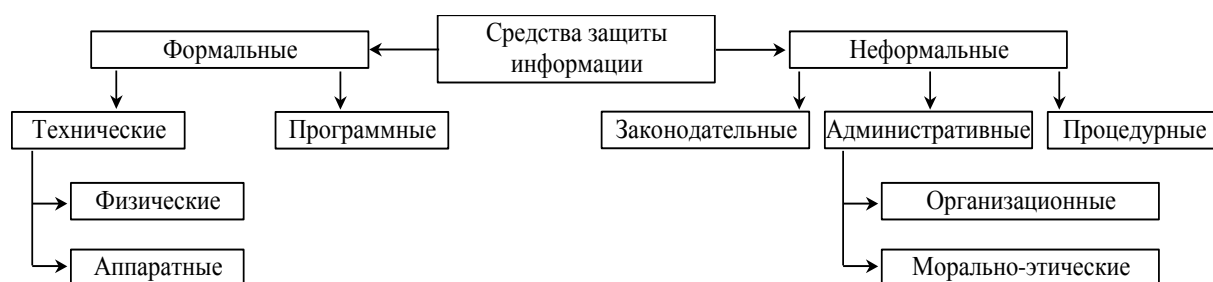 Средства защиты
информации
Формальные
Неформальные
Технические
Программные
Законодательные
Административные
Процедурные
Физические
Организационные
Аппаратные
Морально-этические